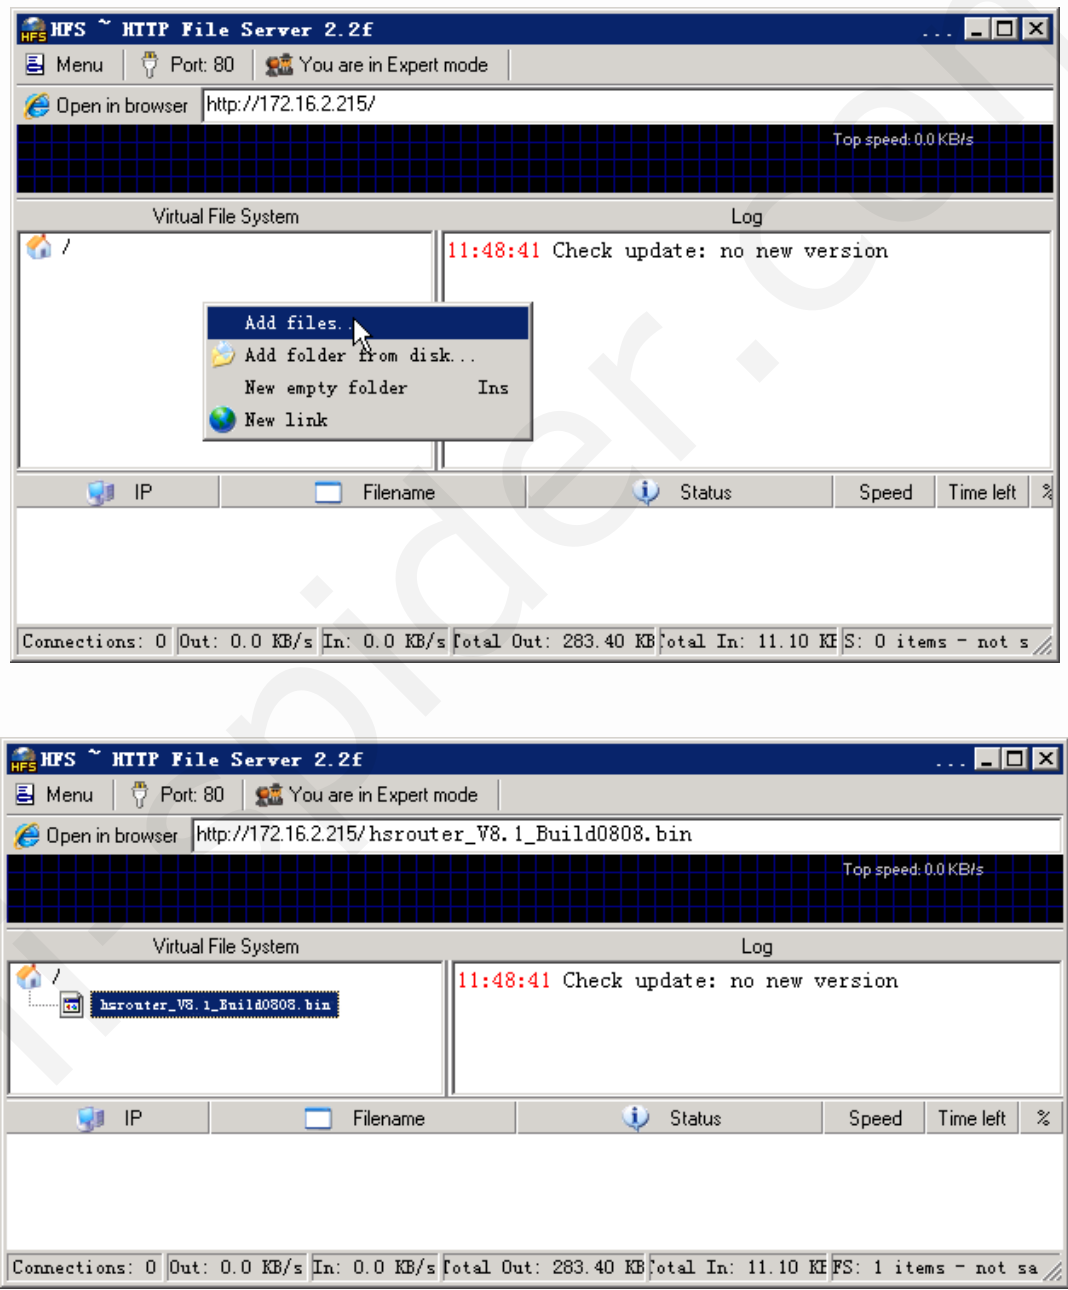 HFS ~ HTTP File Server 2.2f ...
Menu Port: 80 You are in Expert mode
Open in browser http://172.16.2.215/
Top speed: 0.0 KB/s
Virtual File System Log
/
11:48:41 Check update: no new version
Add files...
Add folder from disk...
New empty folder Ins
New link
IP Filename Status Speed Time left %
Connections: 0 Out: 0.0 KB/s In: 0.0 KB/s Total Out: 283.40 KB Total In: 11.10 KB S: 0 items - not s
HFS ~ HTTP File Server 2.2f ...
Menu Port: 80 You are in Expert mode
Open in browser http://172.16.2.215/hsrouter_V8.1_Build0808.bin
Top speed: 0.0 KB/s
Virtual File System Log
/
hsrouter_V8.1_Build0808.bin
11:48:41 Check update: no new version
IP Filename Status Speed Time left %
Connections: 0 Out: 0.0 KB/s In: 0.0 KB/s Total Out: 283.40 KB Total In: 11.10 KB FS: 1 items - not sa